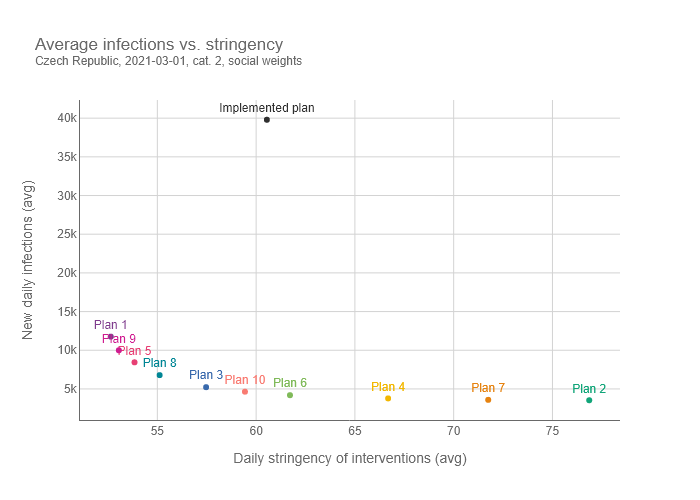 Average infections vs. stringency
Czech Republic, 2021-03-01, cat. 2, social weights
Implemented plan
40k
35k
30k
25k
20k
15k
10k
5k
New daily infections (avg)
Plan 1
Plan 9
Plan 5
Plan 8
Plan 3
Plan 10
Plan 6
Plan 4
Plan 7
Plan 2
55
60
65
70
75
Daily stringency of interventions (avg)